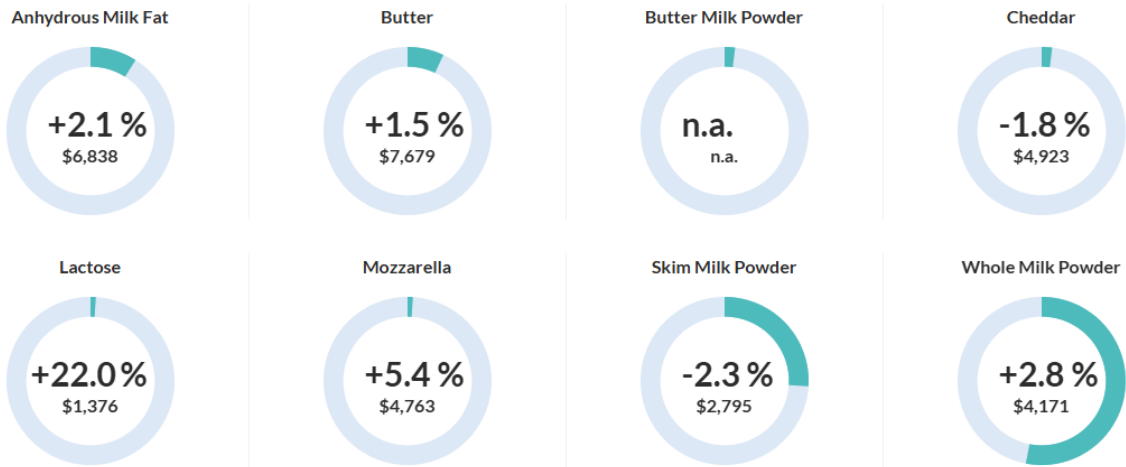 Anhydrous Milk Fat
+2.1 %
$6,838
Butter
+1.5 %
$7,679
Butter Milk Powder
n.a.
n.a.
Cheddar
-1.8 %
$4,923
Lactose
+22.0 %
$1,376
Mozzarella
+5.4 %
$4,763
Skim Milk Powder
-2.3 %
$2,795
Whole Milk Powder
+2.8 %
$4,171